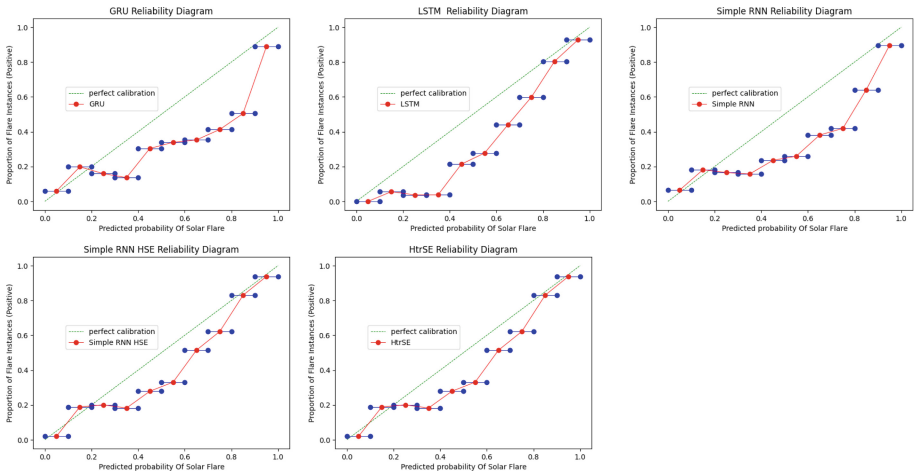 GRU Reliability Diagram
Proportion of Flare Instances (Positive)
1.0
0.8
0.6
0.4
0.2
0.0
perfect calibration
GRU
0.0 0.2 0.4 0.6 0.8 1.0
Predicted probability Of Solar Flare
LSTM Reliability Diagram
Proportion of Flare Instances (Positive)
1.0
0.8
0.6
0.4
0.2
0.0
perfect calibration
LSTM
0.0 0.2 0.4 0.6 0.8 1.0
Predicted probability Of Solar Flare
Simple RNN Reliability Diagram
Proportion of Flare Instances (Positive)
1.0
0.8
0.6
0.4
0.2
0.0
perfect calibration
Simple RNN
0.0 0.2 0.4 0.6 0.8 1.0
Predicted probability Of Solar Flare
Simple RNN HSE Reliability Diagram
Proportion of Flare Instances (Positive)
1.0
0.8
0.6
0.4
0.2
0.0
perfect calibration
Simple RNN HSE
0.0 0.2 0.4 0.6 0.8 1.0
Predicted probability Of Solar Flare
HtrSE Reliability Diagram
Proportion of Flare Instances (Positive)
1.0
0.8
0.6
0.4
0.2
0.0
perfect calibration
HtrSE
0.0 0.2 0.4 0.6 0.8 1.0
Predicted probability Of Solar Flare